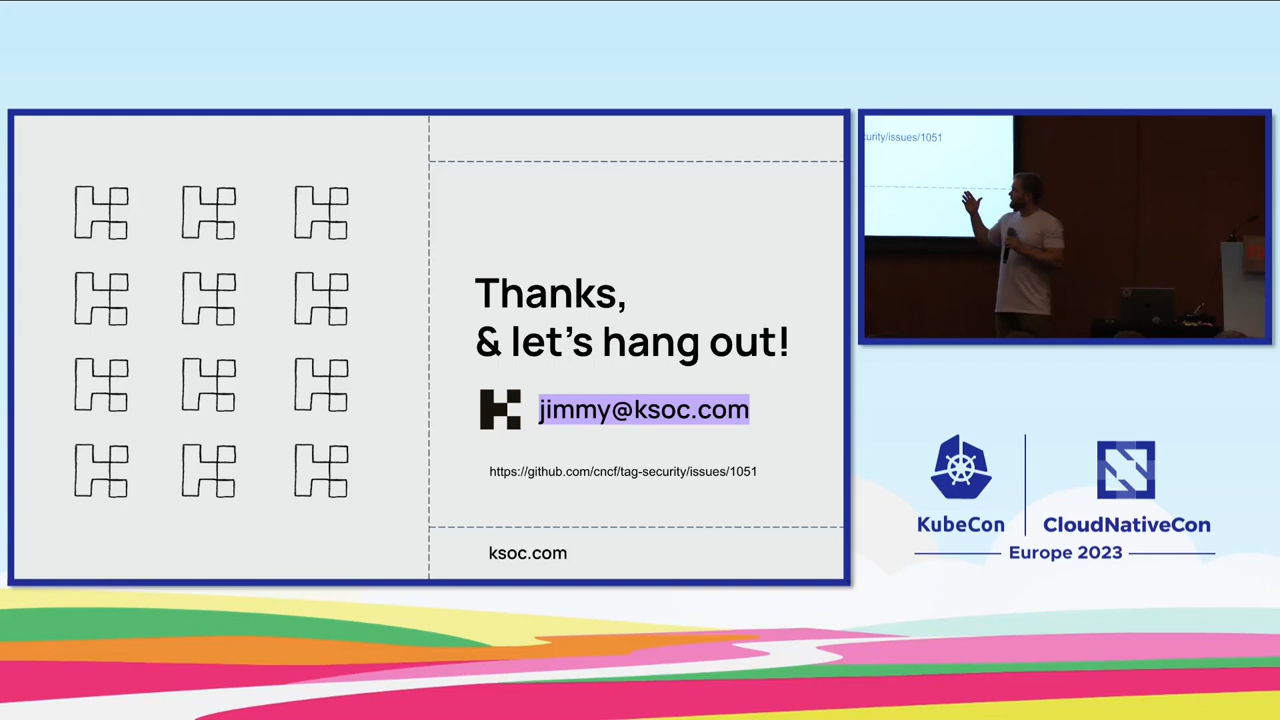 Thanks,
& let's hang out!
jimmy@ksoc.com
https://github.com/cncf/tag-security/issues/1051
ksoc.com
curity/issues/1051
KubeCon
CloudNativeCon
Europe 2023